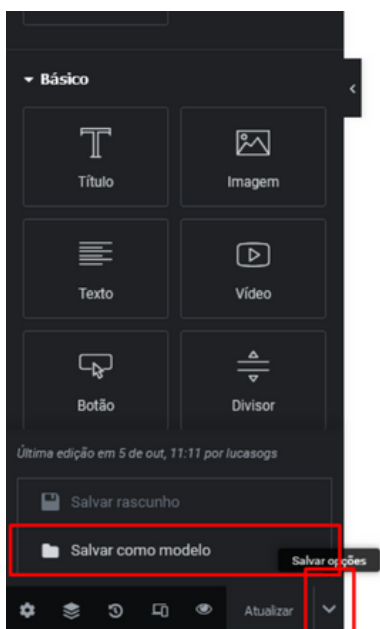 Básico
Título
Imagem
Texto
Vídeo
Botão
Divisor
Última edição em 5 de out, 11:11 por lucasogs
Salvar rascunho
Salvar como modelo
Salvar opções
Atualizar